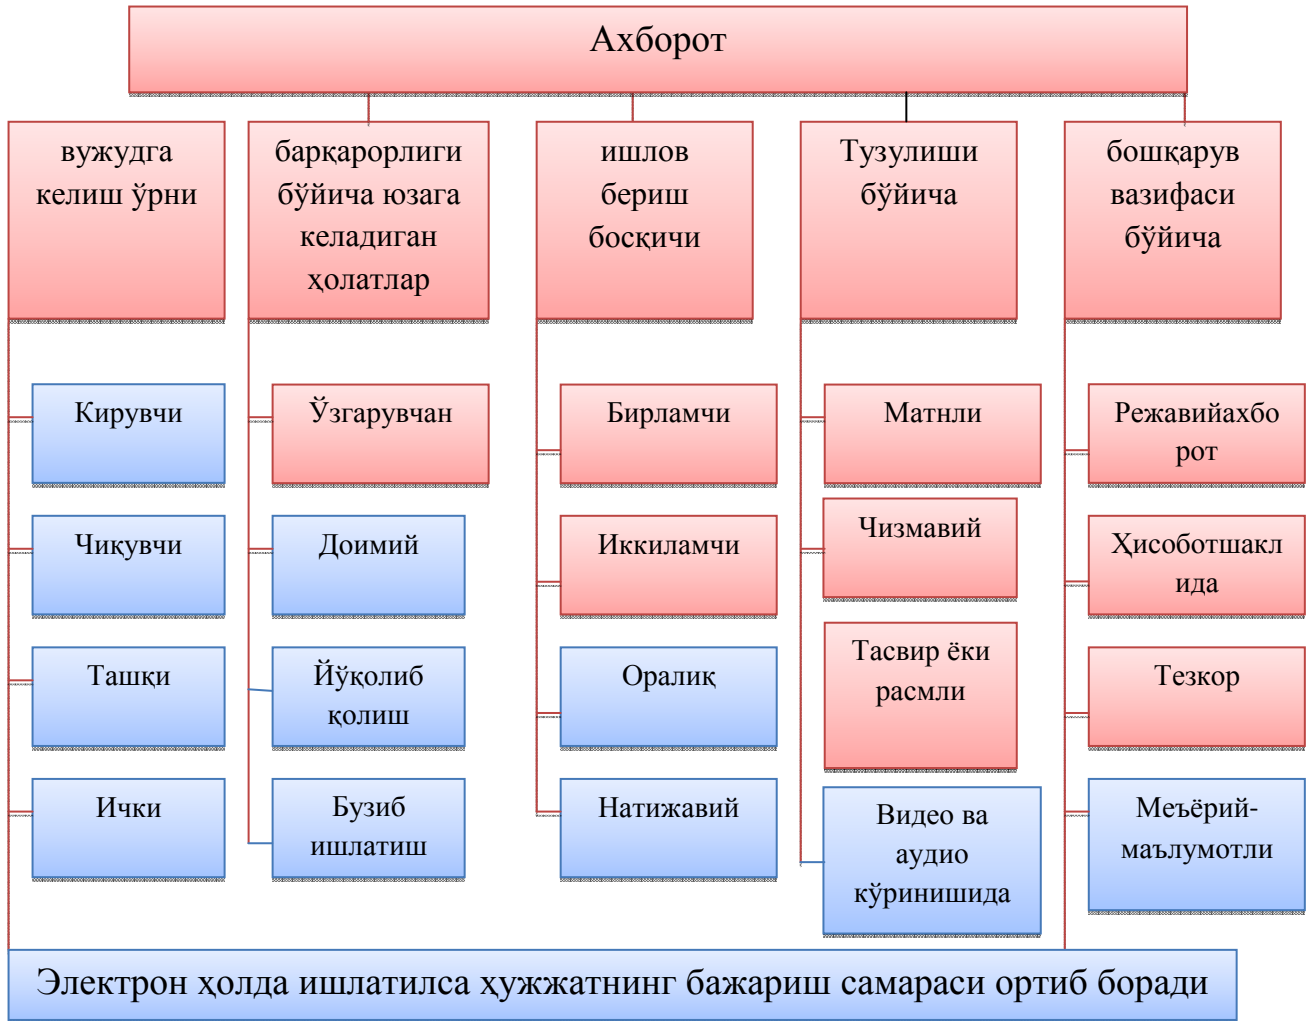 Ахборот
вужудга
келиш ўрни
барқарорлиги
бўйича юзага
келадиган
ҳолатлар
ишлов
бериш
босқичи
Тузулиши
бўйича
бошқарув
вазифаси
бўйича
Кирувчи
Чиқувчи
Ташқи
Ички
Ўзгарувчан
Доимий
Йўқолиб
қолиш
Бузиб
ишлатиш
Бирламчи
Иккиламчи
Оралиқ
Натижавий
Матнли
Чизмавий
Тасвир ёки
расмли
Видео ва
аудио
кўринишида
Режавийахбо
рот
Ҳисоботшакл
ида
Тезкор
Меъёрий-
маълумотли
Электрон ҳолда ишлатилса ҳужжатнинг бажариш самараси ортиб боради